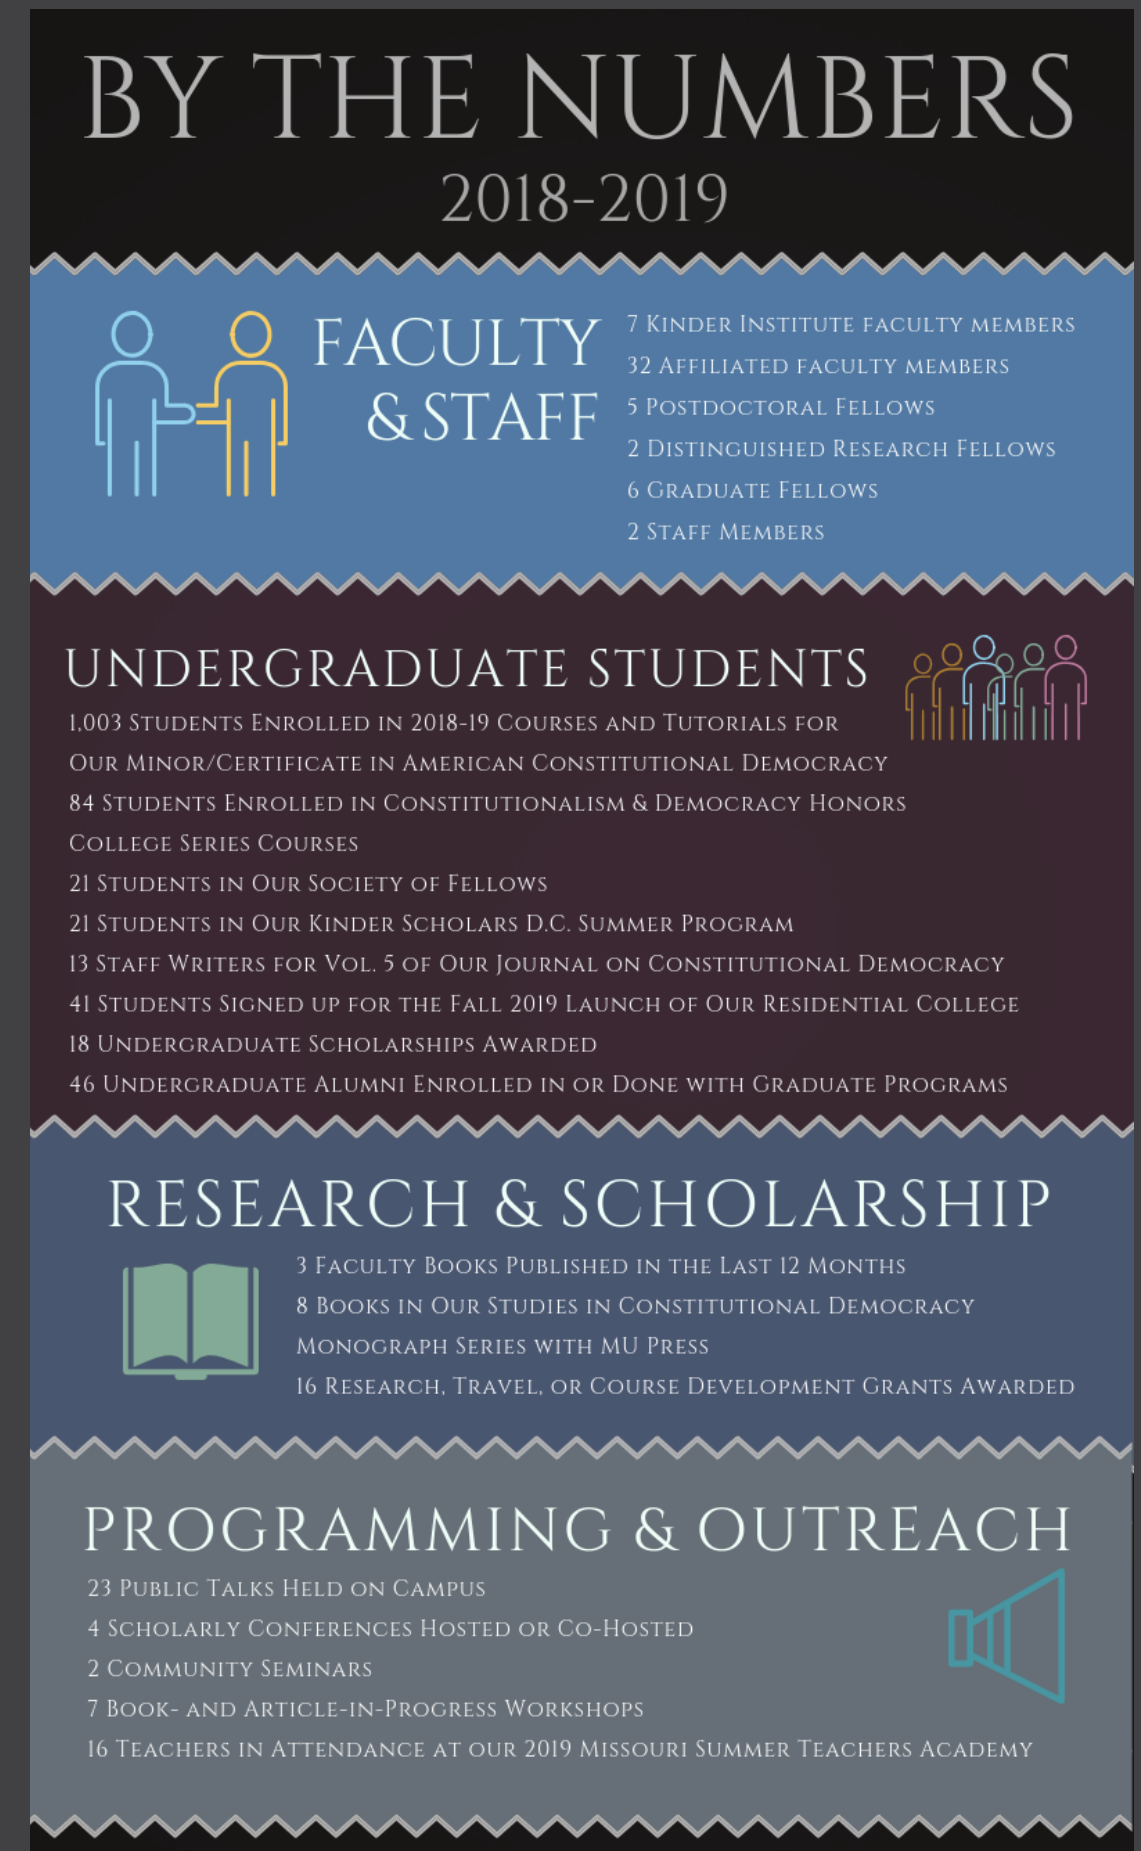 BY THE NUMBERS
2018-2019
FACULTY
& STAFF
7 KINDER INSTITUTE FACULTY MEMBERS
32 AFFILIATED FACULTY MEMBERS
5 POSTDOCTORAL FELLOWS
2 DISTINGUISHED RESEARCH FELLOWS
6 GRADUATE FELLOWS
2 STAFF MEMBERS
UNDERGRADUATE STUDENTS
1,003 STUDENTS ENROLLED IN 2018-19 COURSES AND TUTORIALS FOR
OUR MINOR/CERTIFICATE IN AMERICAN CONSTITUTIONAL DEMOCRACY
84 STUDENTS ENROLLED IN CONSTITUTIONALISM & DEMOCRACY HONORS
COLLEGE SERIES COURSES
21 STUDENTS IN OUR SOCIETY OF FELLOWS
21 STUDENTS IN OUR KINDER SCHOLARS D.C. SUMMER PROGRAM
13 STAFF WRITERS FOR VOL. 5 OF OUR JOURNAL ON CONSTITUTIONAL DEMOCRACY
41 STUDENTS SIGNED UP FOR THE FALL 2019 LAUNCH OF OUR RESIDENTIAL COLLEGE
18 UNDERGRADUATE SCHOLARSHIPS AWARDED
46 UNDERGRADUATE ALUMNI ENROLLED IN OR DONE WITH GRADUATE PROGRAMS
RESEARCH & SCHOLARSHIP
3 FACULTY BOOKS PUBLISHED IN THE LAST 12 MONTHS
8 BOOKS IN OUR STUDIES IN CONSTITUTIONAL DEMOCRACY
MONOGRAPH SERIES WITH MU PRESS
16 RESEARCH, TRAVEL, OR COURSE DEVELOPMENT GRANTS AWARDED
PROGRAMMING & OUTREACH
23 PUBLIC TALKS HELD ON CAMPUS
4 SCHOLARLY CONFERENCES HOSTED OR CO-HOSTED
2 COMMUNITY SEMINARS
7 BOOK- AND ARTICLE-IN-PROGRESS WORKSHOPS
16 TEACHERS IN ATTENDANCE AT OUR 2019 MISSOURI SUMMER TEACHERS ACADEMY